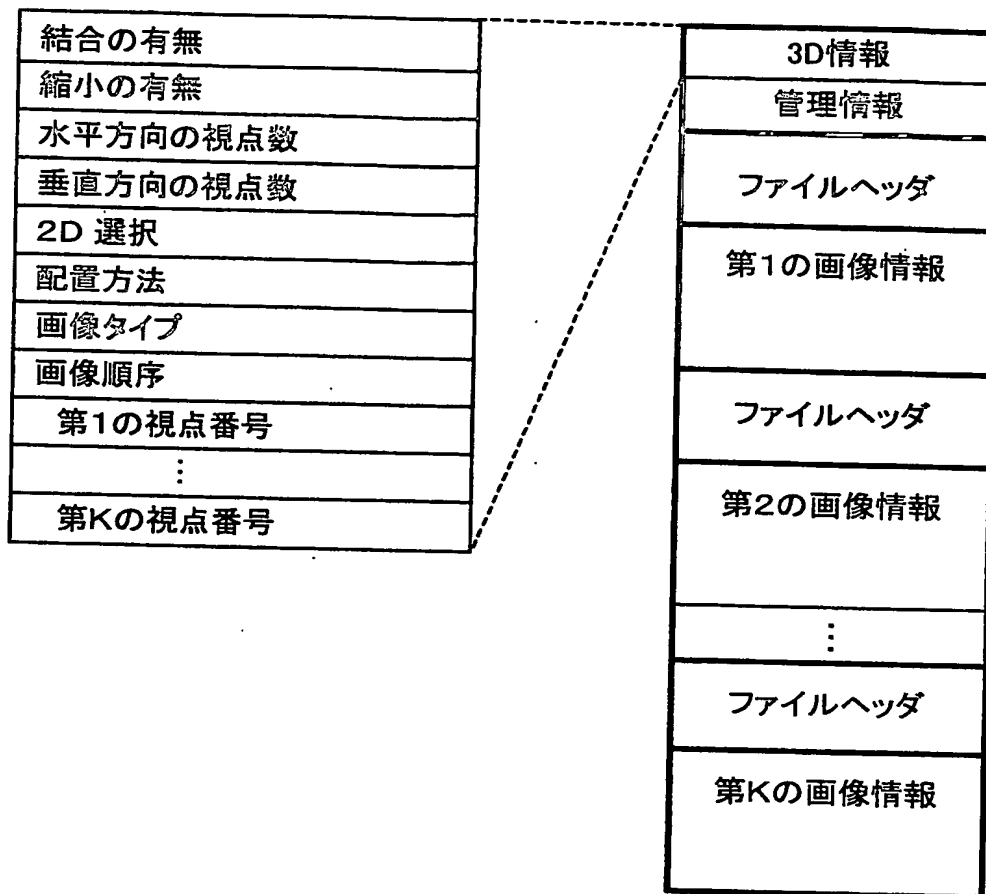 結合の有無
縮小の有無
水平方向の視点数
垂直方向の視点数
2D 選択
配置方法
画像タイプ
画像順序
第1の視点番号
⋮
第Kの視点番号
3D情報
管理情報
ファイルヘッダ
第1の画像情報
ファイルヘッダ
第2の画像情報
⋮
ファイルヘッダ
第Kの画像情報